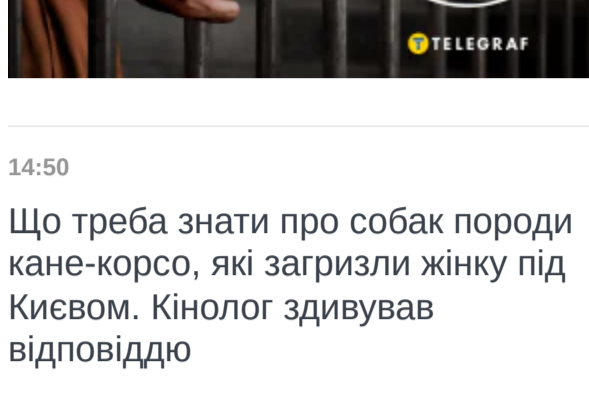 TELEGRAF
14:50
Що треба знати про собак породи
кане-корсо, які загризли жінку під
Києвом. Кінолог здивував
відповіддю